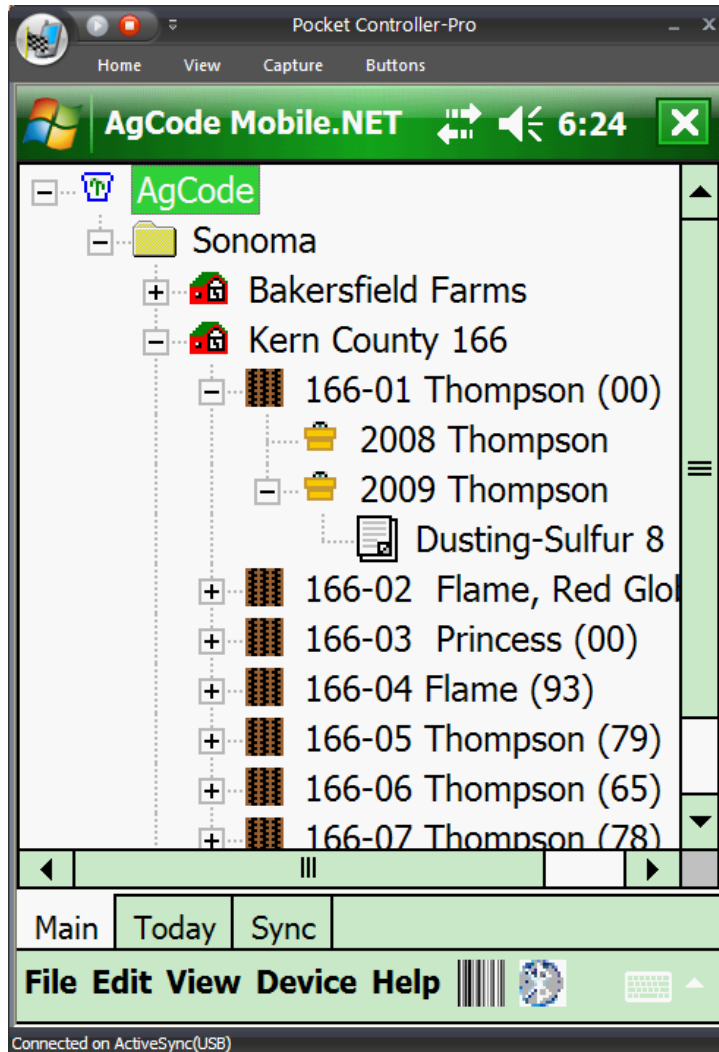 Pocket Controller-Pro
Home View Capture Buttons
AgCode Mobile.NET 6:24
AgCode
Sonoma
Bakersfield Farms
Kern County 166
166-01 Thompson (00)
2008 Thompson
2009 Thompson
Dusting-Sulfur 8
166-02 Flame, Red Glo
166-03 Princess (00)
166-04 Flame (93)
166-05 Thompson (79)
166-06 Thompson (65)
166-07 Thompson (78)
Main Today Sync
File Edit View Device Help
Connected on ActiveSync(USB)